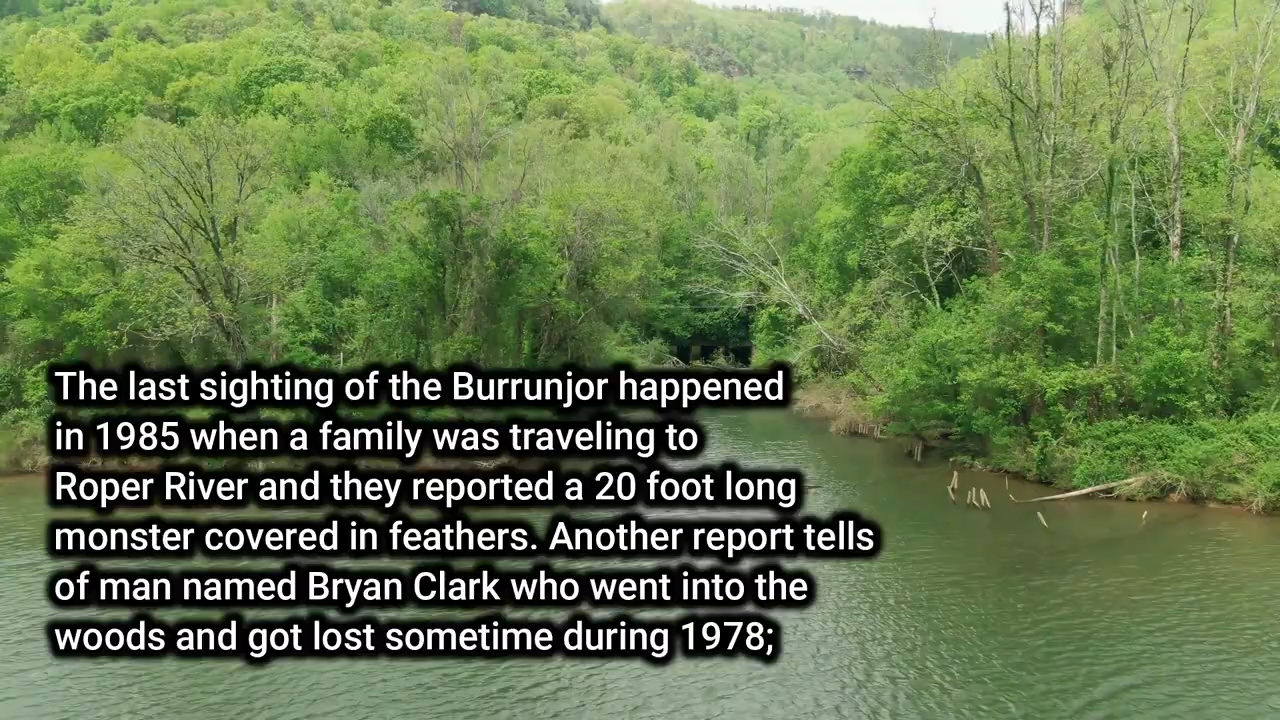 The last sighting of the Burrunjor happened
in 1985 when a family was traveling to
Roper River and they reported a 20 foot long
monster covered in feathers. Another report tells
of man named Bryan Clark who went into the
woods and got lost sometime during 1978;